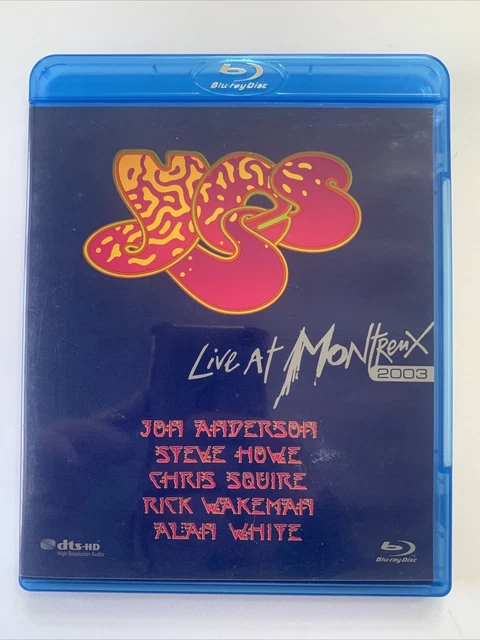 Blu-ray Disc
Yes
Live At Montreux
2003
JON ANDERSON
STEVE HOWE
CHRIS SQUIRE
RICK WAKEMAN
ALAN WHITE
dts-HD
High Resolution Audio
Blu-ray Disc